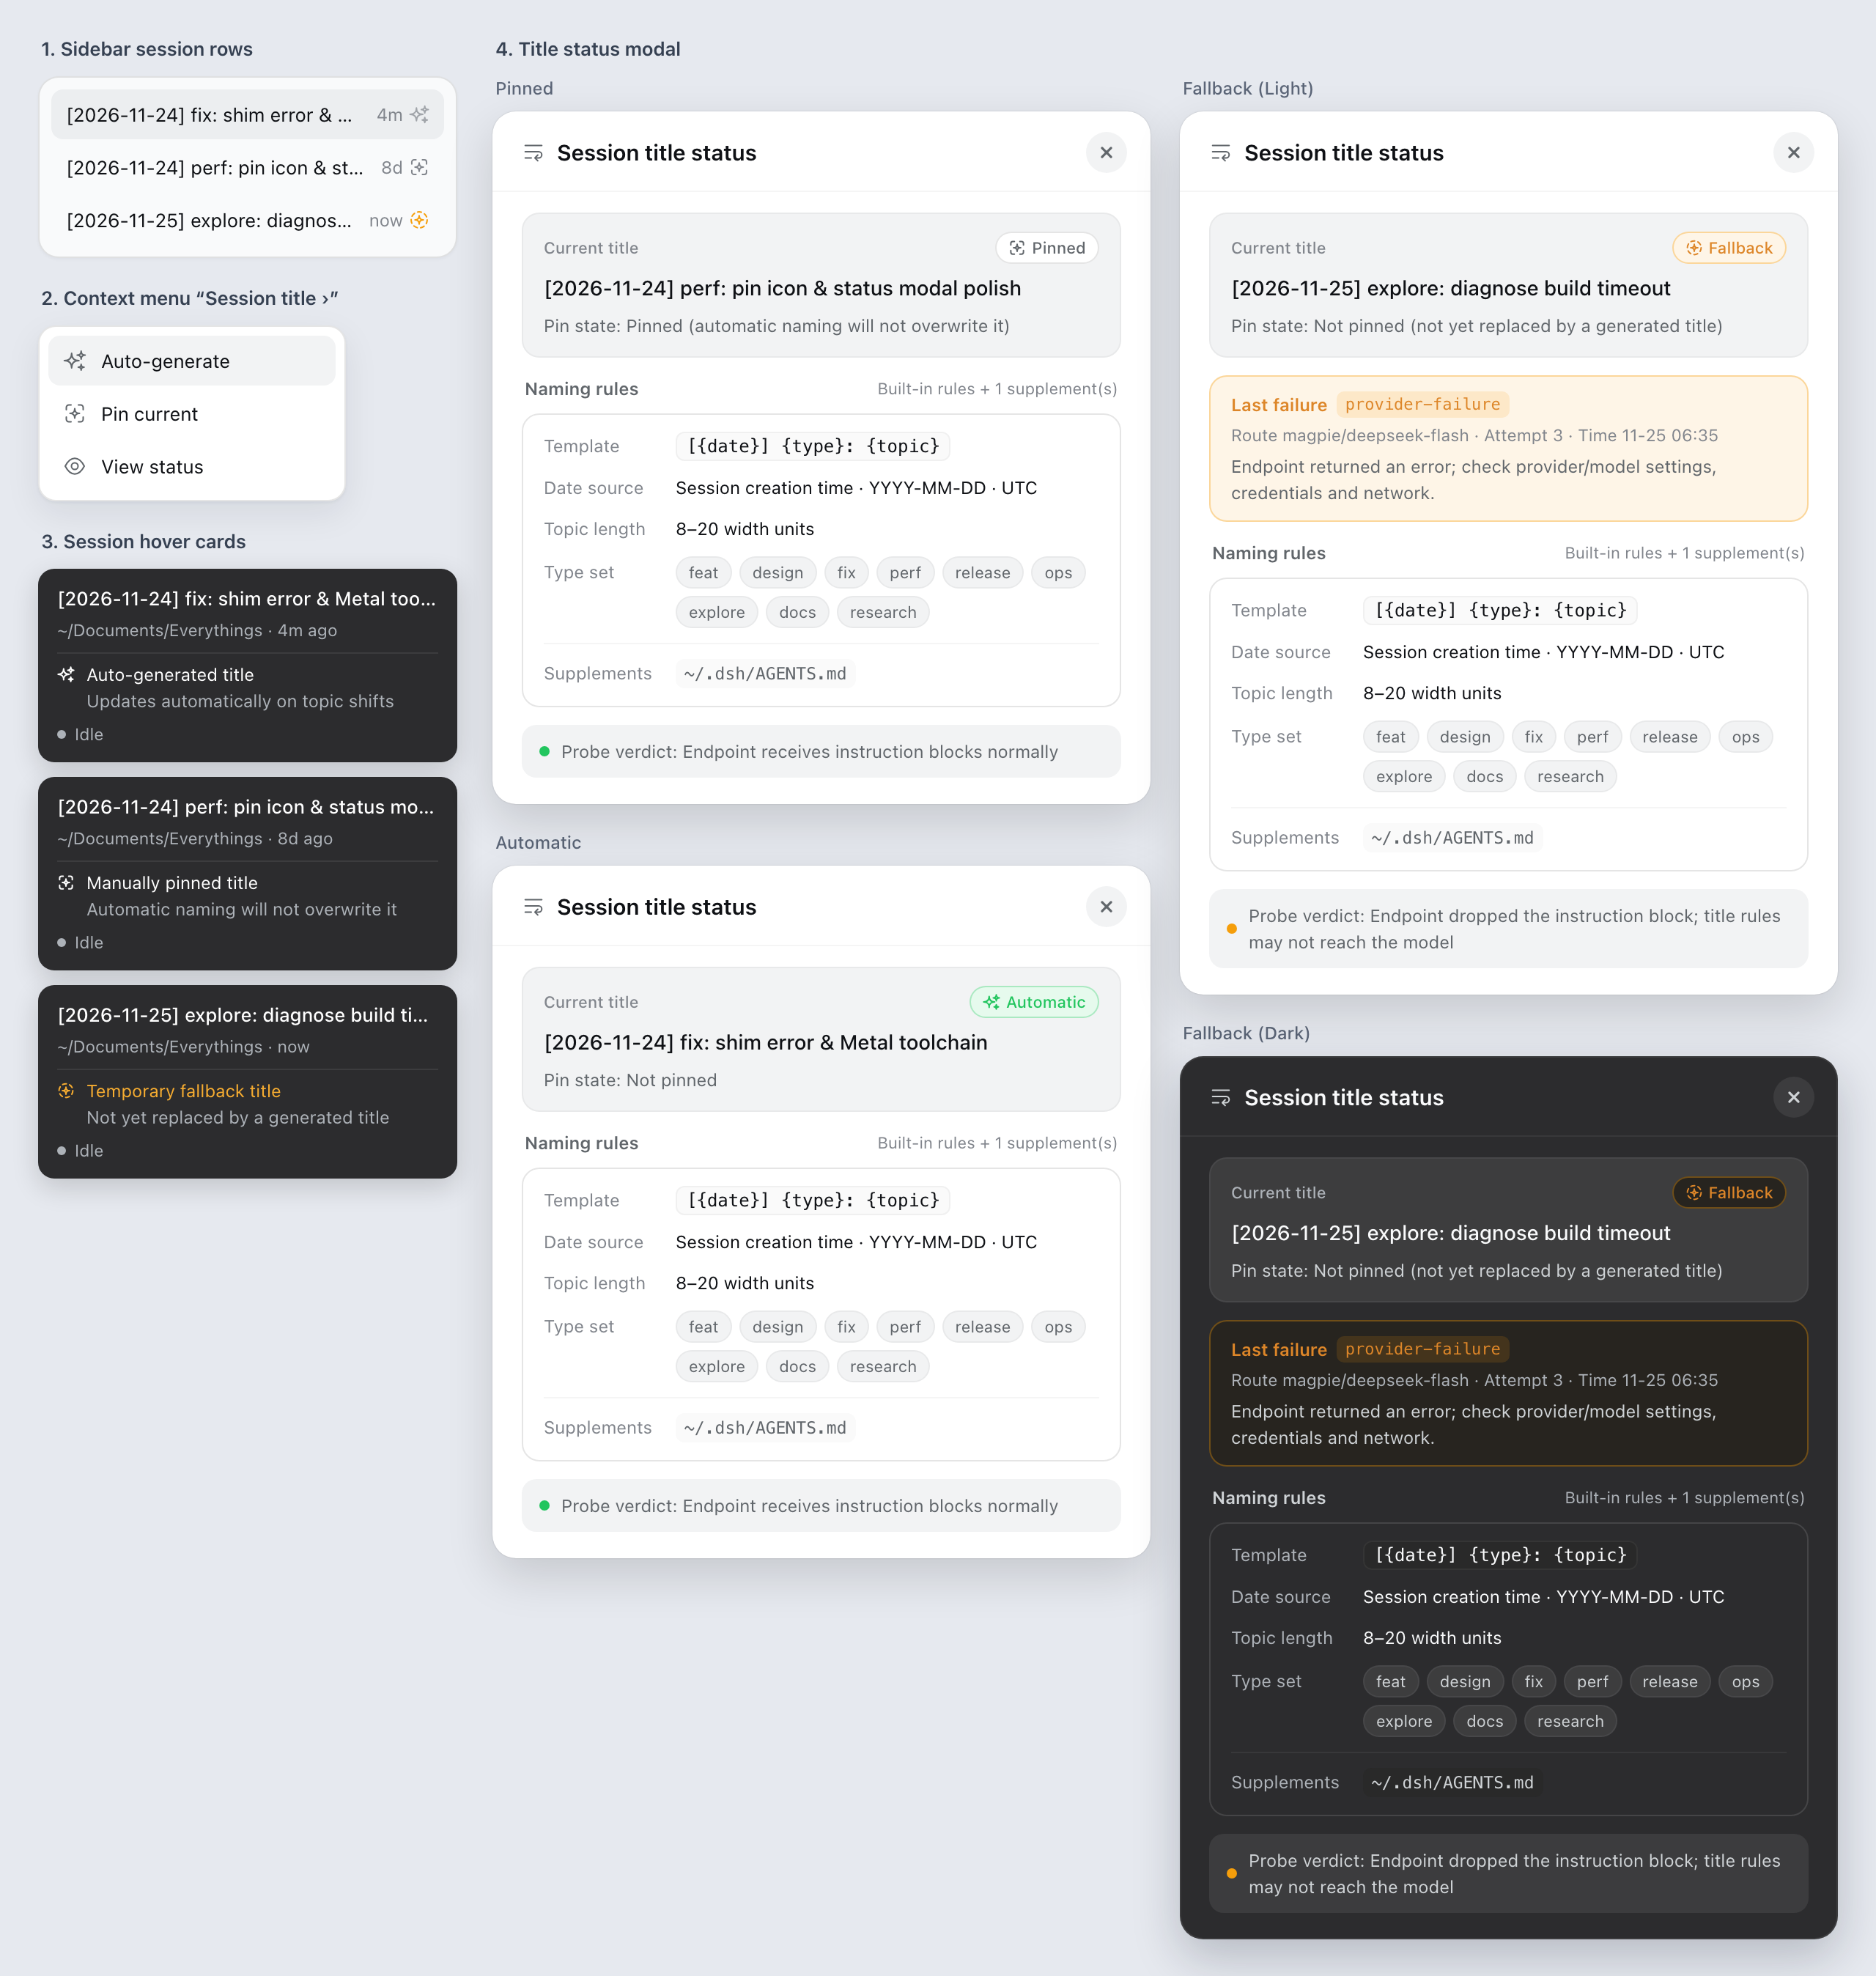 1. Sidebar session rows
[2026-11-24] fix: shim error & ... 4m
[2026-11-24] perf: pin icon & st... 8d
[2026-11-25] explore: diagnos... now
2. Context menu “Session title ›”
Auto-generate
Pin current
View status
3. Session hover cards
[2026-11-24] fix: shim error & Metal too...
~/Documents/Everythings · 4m ago
Auto-generated title
Updates automatically on topic shifts
Idle
[2026-11-24] perf: pin icon & status mo...
~/Documents/Everythings · 8d ago
Manually pinned title
Automatic naming will not overwrite it
Idle
[2026-11-25] explore: diagnose build ti...
~/Documents/Everythings · now
Temporary fallback title
Not yet replaced by a generated title
Idle
4. Title status modal
Pinned
Session title status
Current title Pinned
[2026-11-24] perf: pin icon & status modal polish
Pin state: Pinned (automatic naming will not overwrite it)
Naming rules Built-in rules + 1 supplement(s)
Template [{date}] {type}: {topic}
Date source Session creation time · YYYY-MM-DD · UTC
Topic length 8–20 width units
Type set feat design fix perf release ops
explore docs research
Supplements ~/.dsh/AGENTS.md
Probe verdict: Endpoint receives instruction blocks normally
Automatic
Session title status
Current title Automatic
[2026-11-24] fix: shim error & Metal toolchain
Pin state: Not pinned
Naming rules Built-in rules + 1 supplement(s)
Template [{date}] {type}: {topic}
Date source Session creation time · YYYY-MM-DD · UTC
Topic length 8–20 width units
Type set feat design fix perf release ops
explore docs research
Supplements ~/.dsh/AGENTS.md
Probe verdict: Endpoint receives instruction blocks normally
Fallback (Light)
Session title status
Current title Fallback
[2026-11-25] explore: diagnose build timeout
Pin state: Not pinned (not yet replaced by a generated title)
Last failure provider-failure
Route magpie/deepseek-flash · Attempt 3 · Time 11-25 06:35
Endpoint returned an error; check provider/model settings,
credentials and network.
Naming rules Built-in rules + 1 supplement(s)
Template [{date}] {type}: {topic}
Date source Session creation time · YYYY-MM-DD · UTC
Topic length 8–20 width units
Type set feat design fix perf release ops
explore docs research
Supplements ~/.dsh/AGENTS.md
Probe verdict: Endpoint dropped the instruction block; title rules
may not reach the model
Fallback (Dark)
Session title status
Current title Fallback
[2026-11-25] explore: diagnose build timeout
Pin state: Not pinned (not yet replaced by a generated title)
Last failure provider-failure
Route magpie/deepseek-flash · Attempt 3 · Time 11-25 06:35
Endpoint returned an error; check provider/model settings,
credentials and network.
Naming rules Built-in rules + 1 supplement(s)
Template [{date}] {type}: {topic}
Date source Session creation time · YYYY-MM-DD · UTC
Topic length 8–20 width units
Type set feat design fix perf release ops
explore docs research
Supplements ~/.dsh/AGENTS.md
Probe verdict: Endpoint dropped the instruction block; title rules
may not reach the model